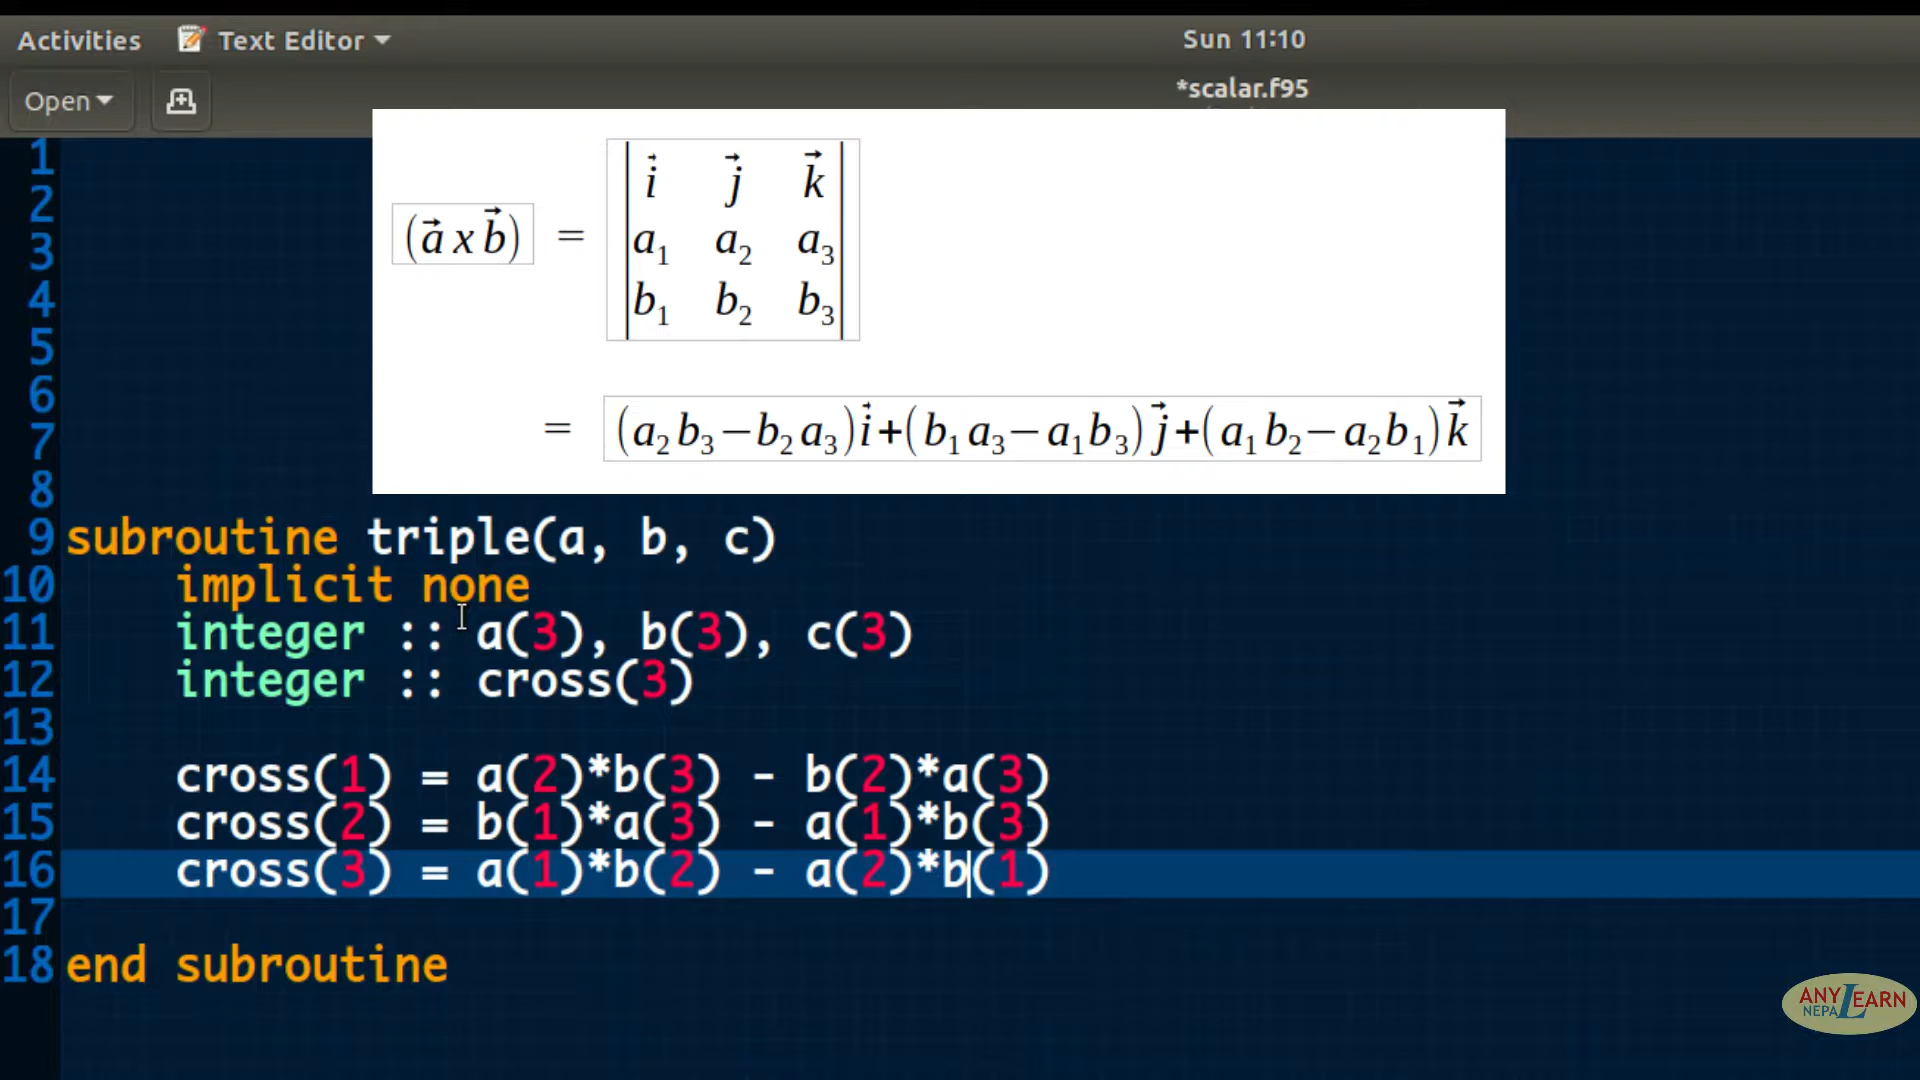 Activities Text Editor Sun 11:10
Open *scalar.f95
(a⃗ x b⃗) = | i⃗ j⃗ k⃗ |
| a₁ a₂ a₃ |
| b₁ b₂ b₃ |
= (a₂b₃−b₂a₃)i⃗+(b₁a₃−a₁b₃)j⃗+(a₁b₂−a₂b₁)k⃗
1
2
3
4
5
6
7
8
9 subroutine triple(a, b, c)
10 implicit none
11 integer :: a(3), b(3), c(3)
12 integer :: cross(3)
13
14 cross(1) = a(2)*b(3) - b(2)*a(3)
15 cross(2) = b(1)*a(3) - a(1)*b(3)
16 cross(3) = a(1)*b(2) - a(2)*b(1)
17
18 end subroutine
ANY LEARN
NEPAL